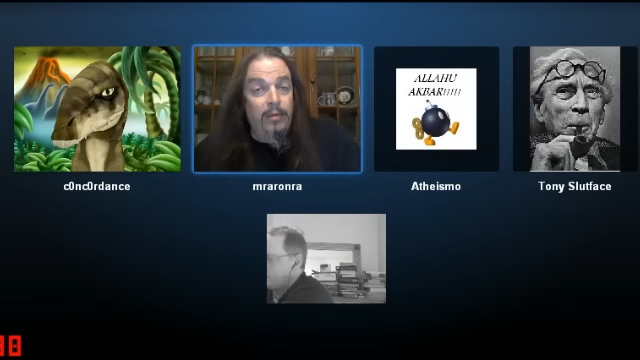 ALLAHU
AKBAR!!!!!
c0nc0rdance
mraronra
Atheismo
Tony Slutface